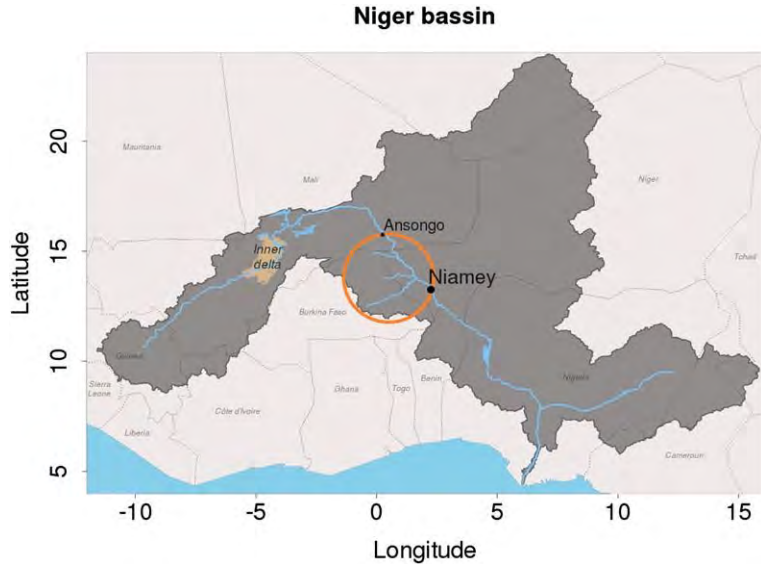 Niger bassin
Mauritania
Mali
Niger
Tchad
Ansongo
Inner
delta
Niamey
Burkina Faso
Guinea
Sierra
Leone
Liberia
Côte d'Ivoire
Ghana
Togo
Benin
Nigeria
Cameroun
Latitude
20
15
10
5
-10
-5
0
5
10
15
Longitude